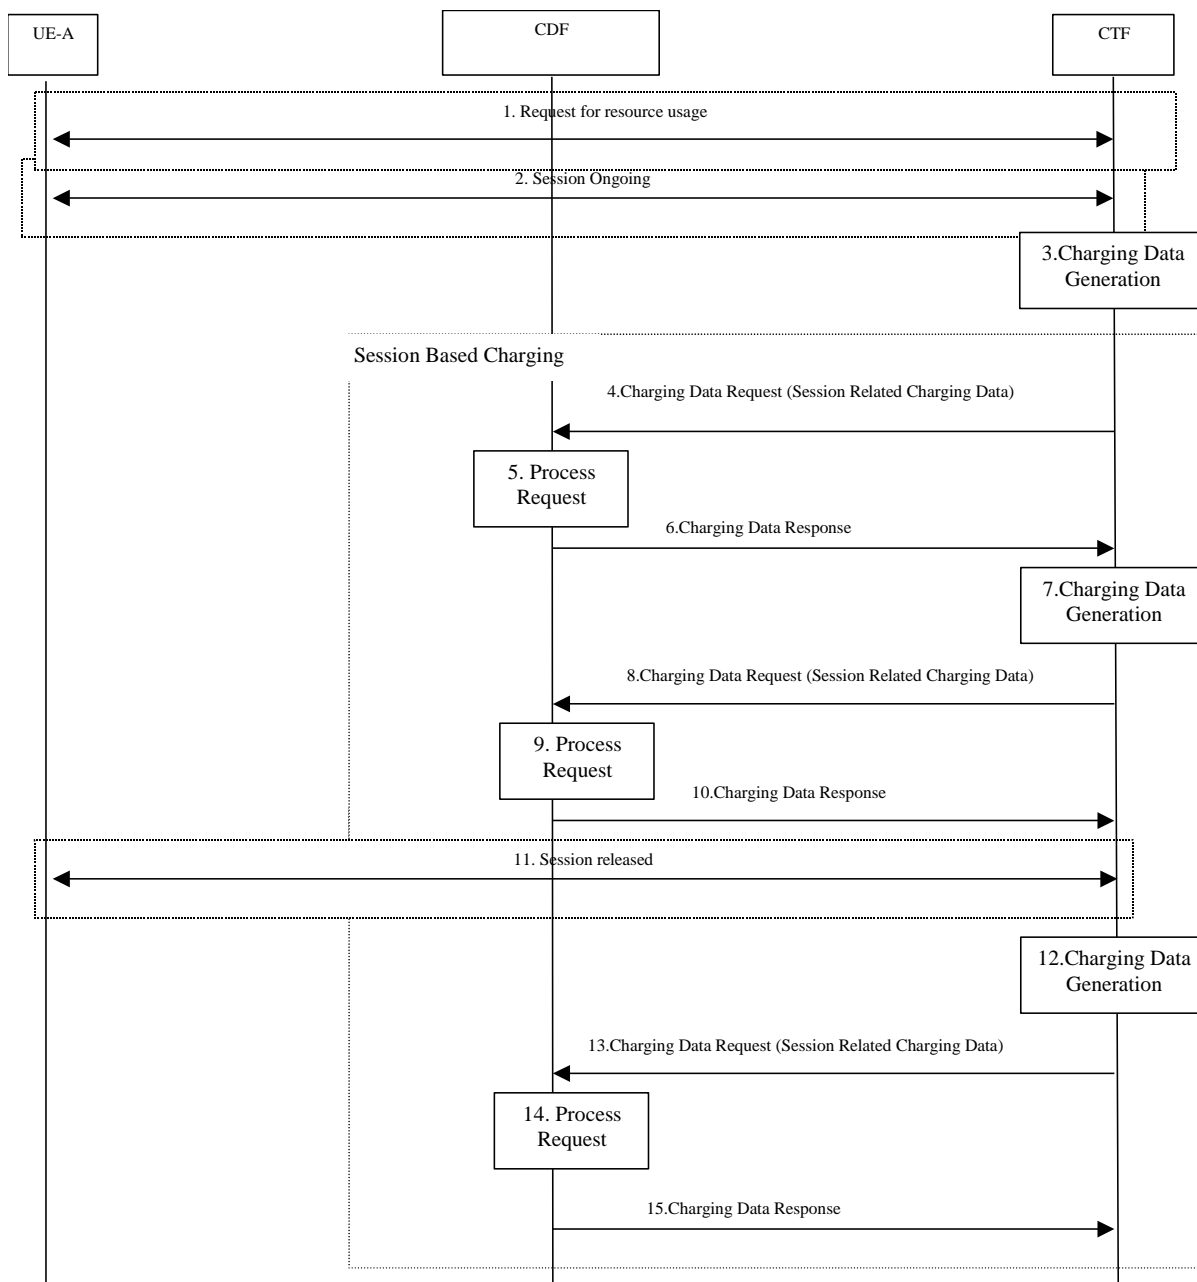 UE-A
CDF
CTF
1. Request for resource usage
2. Session Ongoing
3.Charging Data
Generation
Session Based Charging
4.Charging Data Request (Session Related Charging Data)
5. Process
Request
6.Charging Data Response
7.Charging Data
Generation
8.Charging Data Request (Session Related Charging Data)
9. Process
Request
10.Charging Data Response
11. Session released
12.Charging Data
Generation
13.Charging Data Request (Session Related Charging Data)
14. Process
Request
15.Charging Data Response